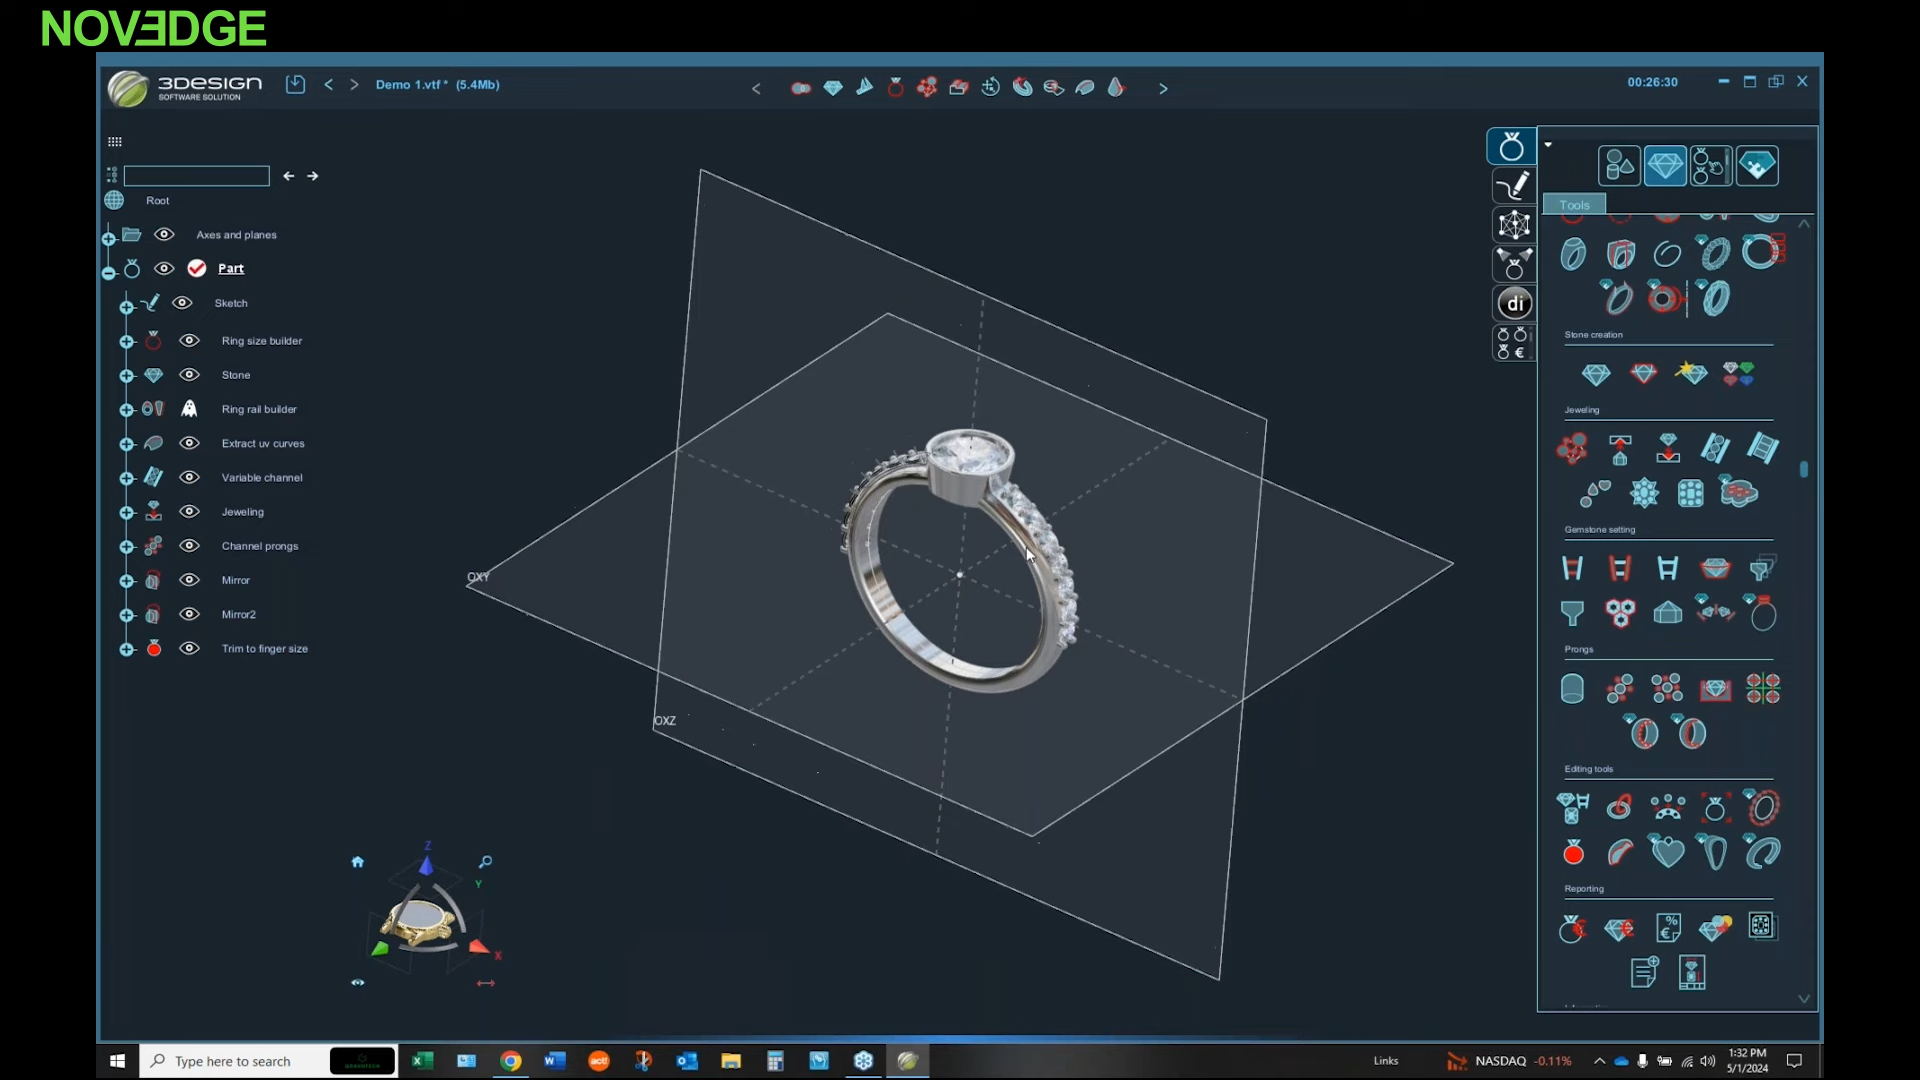 NOVEDGE
3DESIGN
SOFTWARE SOLUTION
Demo 1.vtf * (5.4Mb)
00:26:30
Root
Axes and planes
Part
Sketch
Ring size builder
Stone
Ring rail builder
Extract uv curves
Variable channel
Jeweling
Channel prongs
Mirror
Mirror2
Trim to finger size
OXY
OXZ
Z
Y
X
di
€
Tools
Stone creation
Jeweling
Gemstone setting
Prongs
Editing tools
Reporting
%
€
Type here to search
act!
Links
NASDAQ -0.11%
1:32 PM
5/1/2024